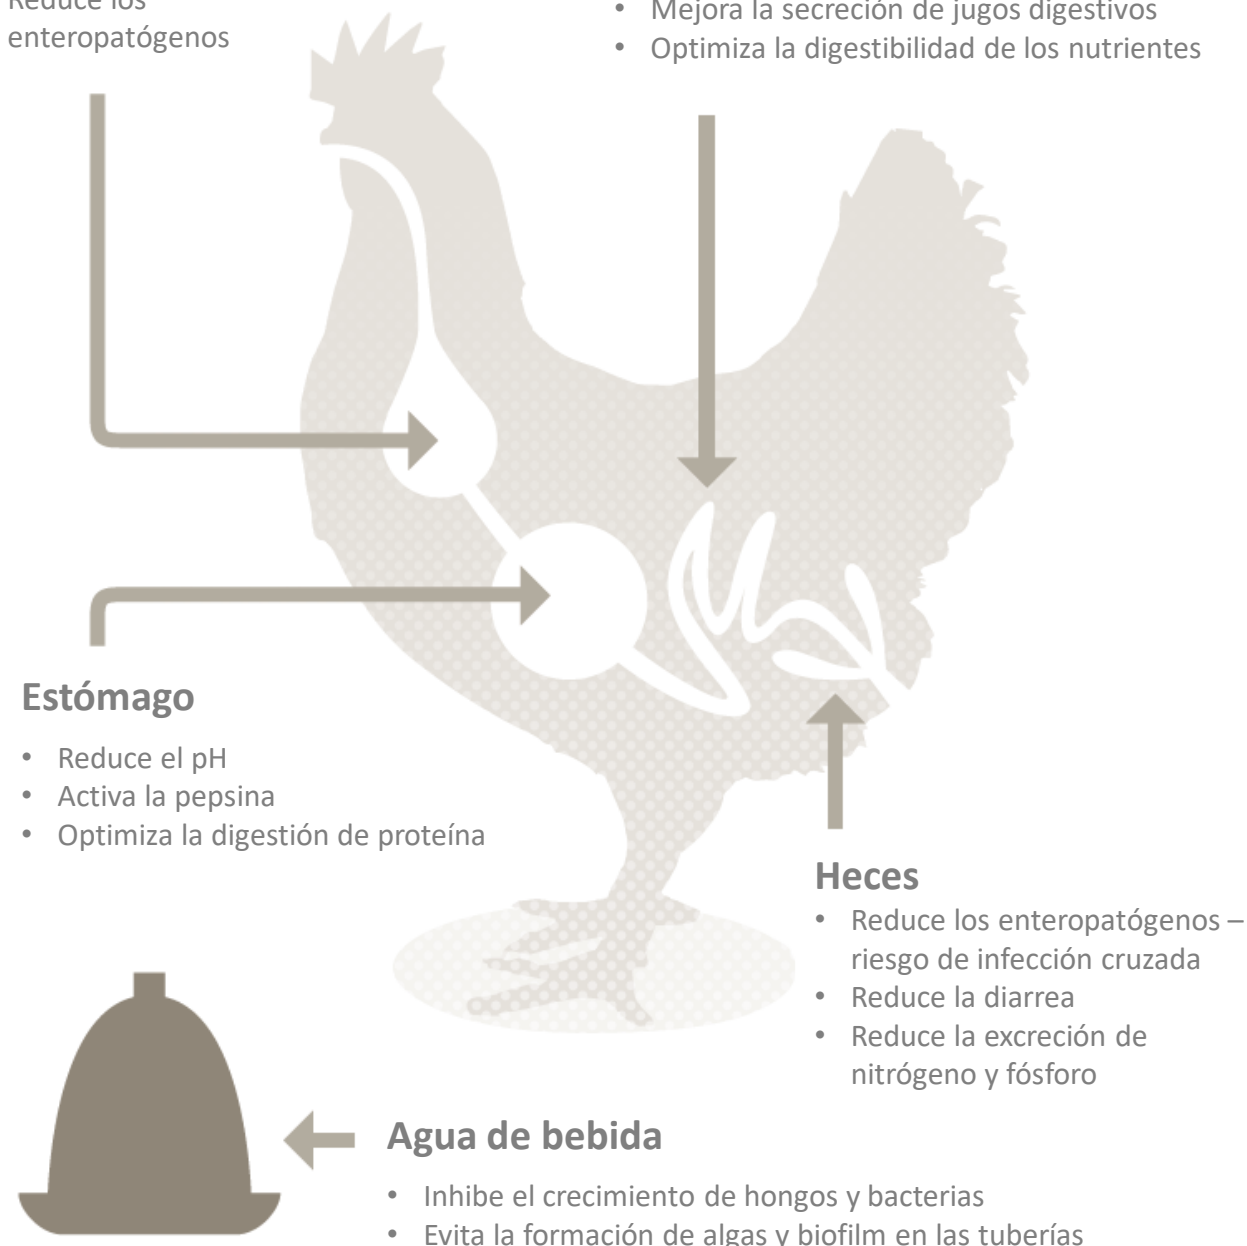 Reduce los
enteropatógenos
• Mejora la secreción de jugos digestivos
• Optimiza la digestibilidad de los nutrientes
Estómago
• Reduce el pH
• Activa la pepsina
• Optimiza la digestión de proteína
Heces
• Reduce los enteropatógenos –
riesgo de infección cruzada
• Reduce la diarrea
• Reduce la excreción de
nitrógeno y fósforo
Agua de bebida
• Inhibe el crecimiento de hongos y bacterias
• Evita la formación de algas y biofilm en las tuberías